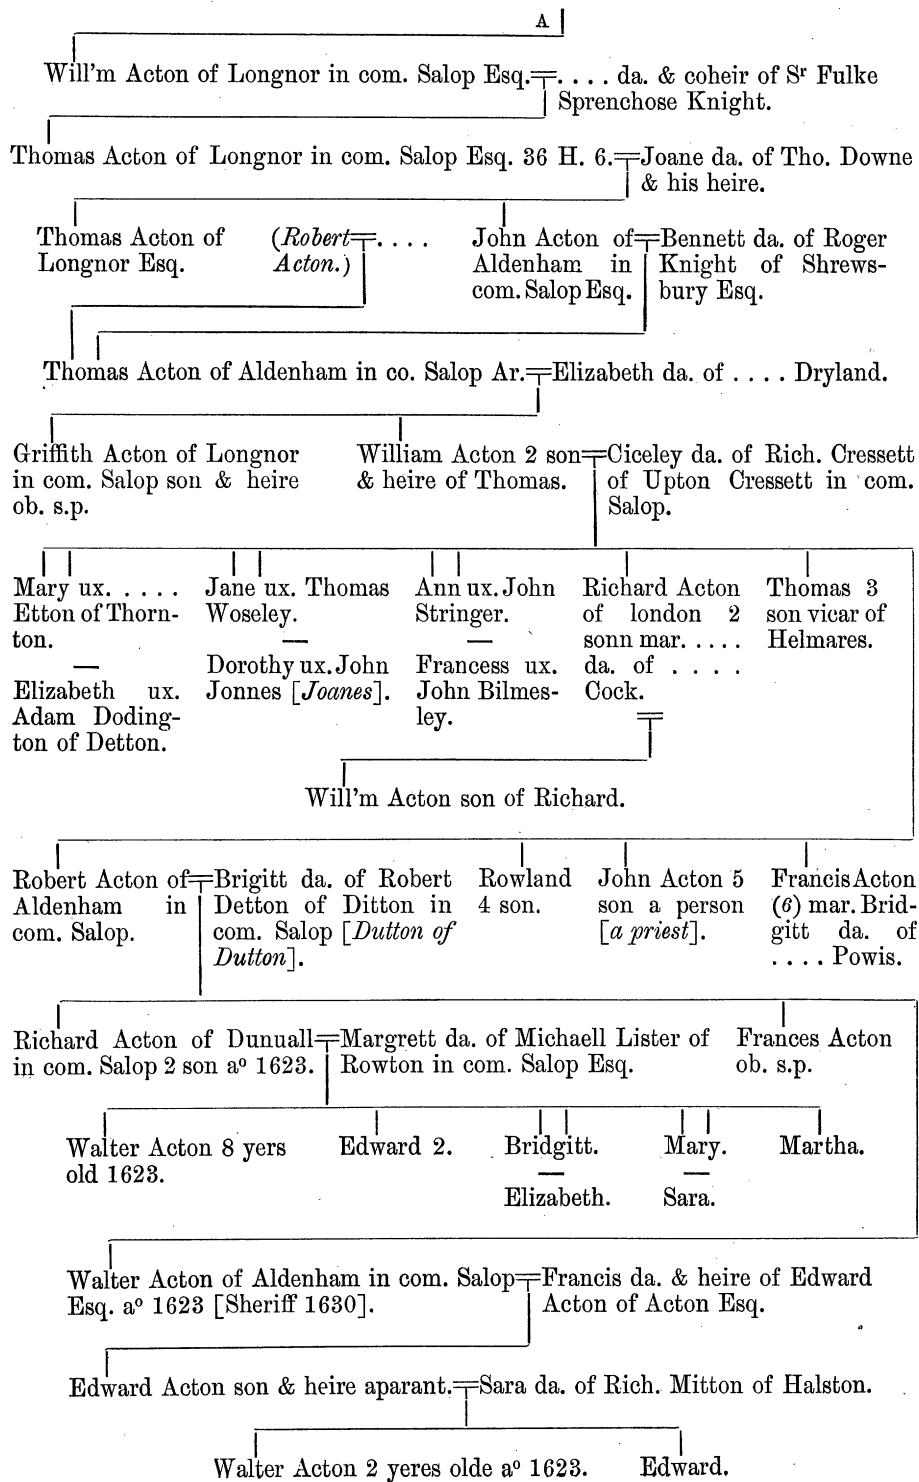 A
Will'm Acton of Longnor in com. Salop Esq. . . . . da. & coheir of Sr Fulke
Sprenchose Knight.
Thomas Acton of Longnor in com. Salop Esq. 36 H. 6. Joane da. of Tho. Downe
& his heire.
Thomas Acton of
Longnor Esq.
(Robert . . . .
Acton.)
John Acton of
Aldenham in
com. Salop Esq.
Bennett da. of Roger
Knight of Shrews-
bury Esq.
Thomas Acton of Aldenham in co. Salop Ar. Elizabeth da. of . . . . Dryland.
Griffith Acton of Longnor
in com. Salop son & heire
ob. s.p.
William Acton 2 son
& heire of Thomas.
Ciceley da. of Rich. Cressett
of Upton Cressett in com.
Salop.
Mary ux. . . . . .
Etton of Thorn-
ton.
—
Elizabeth ux.
Adam Doding-
ton of Detton.
Jane ux. Thomas
Woseley.
—
Dorothy ux. John
Jonnes [Joanes].
Ann ux. John
Stringer.
—
Francess ux.
John Bilmes-
ley.
Richard Acton
of london 2
sonn mar. . . . .
da. of . . . .
Cock.
Thomas 3
son vicar of
Helmares.
Will'm Acton son of Richard.
Robert Acton of
Aldenham in
com. Salop.
Brigitt da. of Robert
Detton of Ditton in
com. Salop [Dutton of
Dutton].
Rowland
4 son.
John Acton 5
son a person
[a priest].
Francis Acton
(6) mar. Brid-
gitt da. of
. . . . Powis.
Richard Acton of Dunuall
in com. Salop 2 son ao 1623.
Margrett da. of Michaell Lister of
Rowton in com. Salop Esq.
Frances Acton
ob. s.p.
Walter Acton 8 yers
old 1623.
Edward 2.
Bridgitt.
—
Elizabeth.
Mary.
—
Sara.
Martha.
Walter Acton of Aldenham in com. Salop
Esq. ao 1623 [Sheriff 1630].
Francis da. & heire of Edward
Acton of Acton Esq.
Edward Acton son & heire aparant. Sara da. of Rich. Mitton of Halston.
Walter Acton 2 yeres olde ao 1623. Edward.